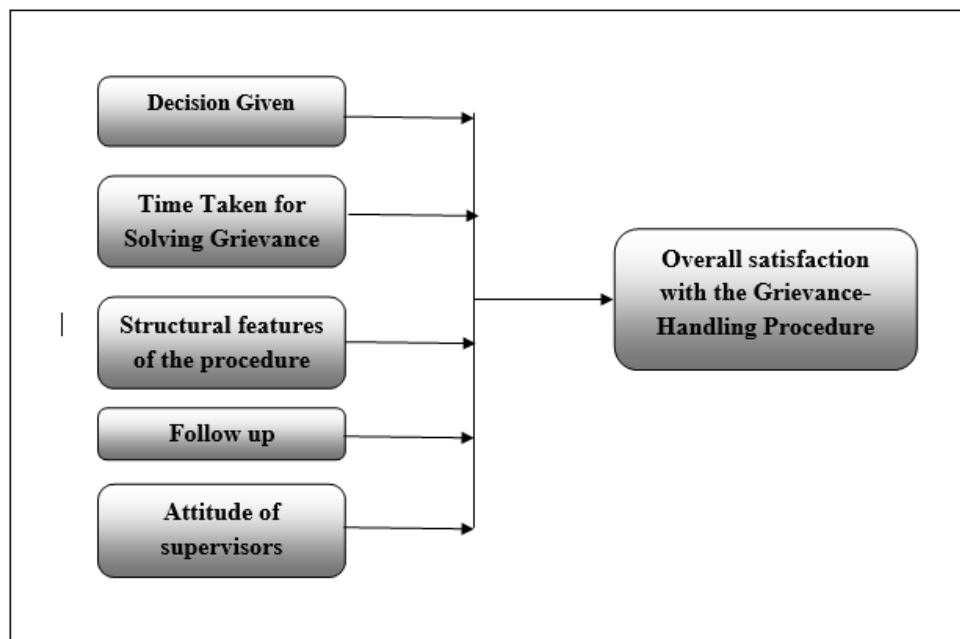 Decision Given
Time Taken for
Solving Grievance
Structural features
of the procedure
Follow up
Attitude of
supervisors
Overall satisfaction
with the Grievance-
Handling Procedure